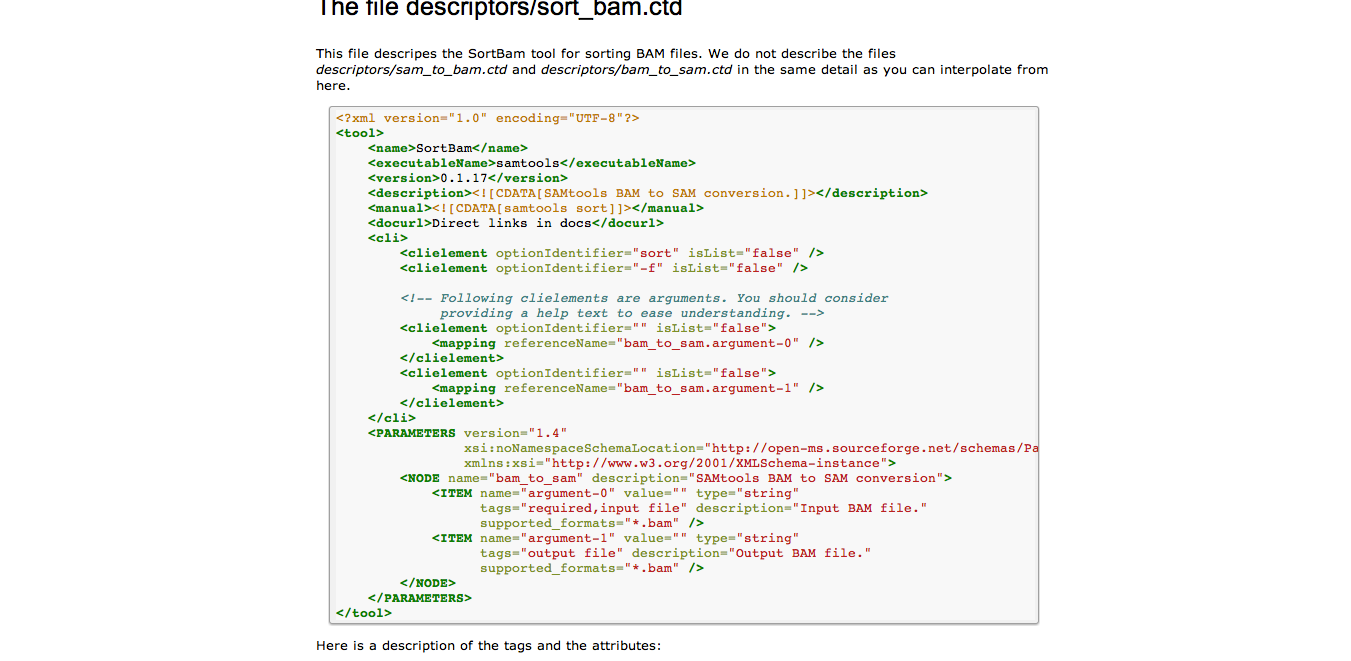 The file descriptors/sort_bam.ctd
This file descripes the SortBam tool for sorting BAM files. We do not describe the files
descriptors/sam_to_bam.ctd and descriptors/bam_to_sam.ctd in the same detail as you can interpolate from
here.
<?xml version="1.0" encoding="UTF-8"?>
<tool>
    <name>SortBam</name>
    <executableName>samtools</executableName>
    <version>0.1.17</version>
    <description><![CDATA[SAMtools BAM to SAM conversion.]]></description>
    <manual><![CDATA[samtools sort]]></manual>
    <docurl>Direct links in docs</docurl>
    <cli>
        <clielement optionIdentifier="sort" isList="false" />
        <clielement optionIdentifier="-f" isList="false" />

        <!-- Following clielements are arguments. You should consider
             providing a help text to ease understanding. -->
        <clielement optionIdentifier="" isList="false">
            <mapping referenceName="bam_to_sam.argument-0" />
        </clielement>
        <clielement optionIdentifier="" isList="false">
            <mapping referenceName="bam_to_sam.argument-1" />
        </clielement>
    </cli>
    <PARAMETERS version="1.4"
                xsi:noNamespaceSchemaLocation="http://open-ms.sourceforge.net/schemas/Pa
                xmlns:xsi="http://www.w3.org/2001/XMLSchema-instance">
        <NODE name="bam_to_sam" description="SAMtools BAM to SAM conversion">
            <ITEM name="argument-0" value="" type="string"
                  tags="required,input file" description="Input BAM file."
                  supported_formats="*.bam" />
            <ITEM name="argument-1" value="" type="string"
                  tags="output file" description="Output BAM file."
                  supported_formats="*.bam" />
        </NODE>
    </PARAMETERS>
</tool>
Here is a description of the tags and the attributes: